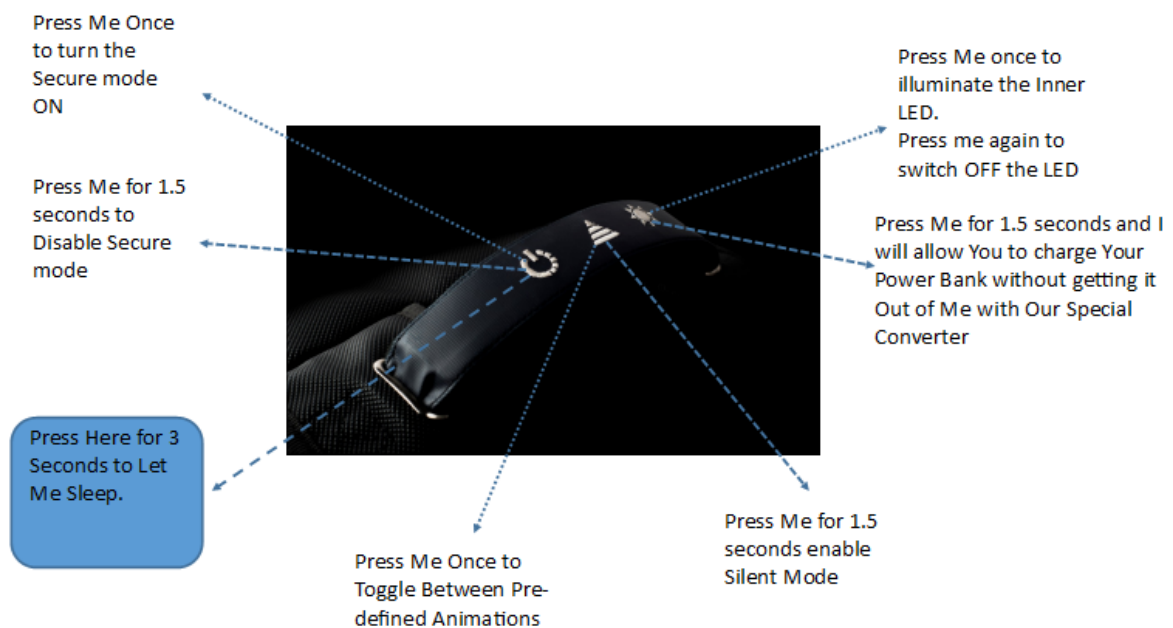 Press Me Once
to turn the
Secure mode
ON
Press Me once to
illuminate the Inner
LED.
Press me again to
switch OFF the LED
Press Me for 1.5
seconds to
Disable Secure
mode
Press Me for 1.5 seconds and I
will allow You to charge Your
Power Bank without getting it
Out of Me with Our Special
Converter
Press Here for 3
Seconds to Let
Me Sleep.
Press Me for 1.5
seconds enable
Silent Mode
Press Me Once to
Toggle Between Pre-
defined Animations